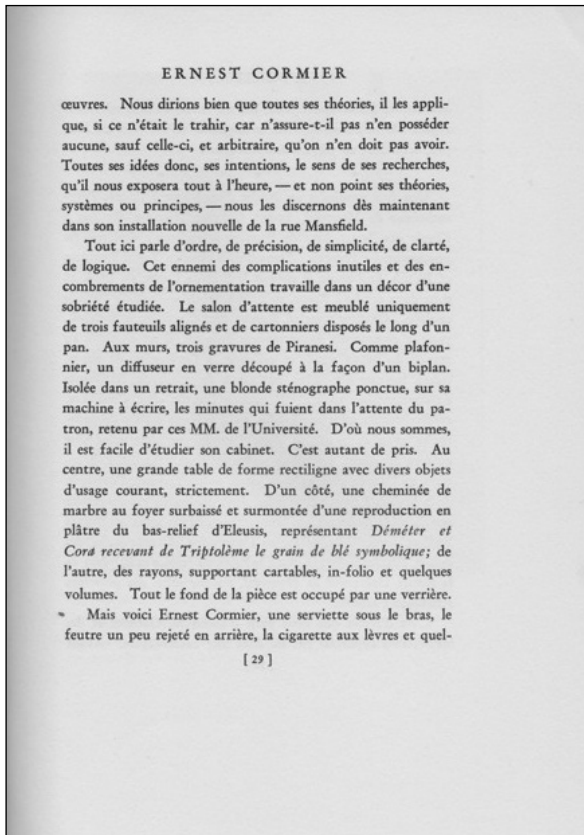 ERNEST CORMIER
œuvres. Nous dirions bien que toutes ses théories, il les appli-
que, si ce n'était le trahir, car n'assure-t-il pas n'en posséder
aucune, sauf celle-ci, et arbitraire, qu'on n'en doit pas avoir.
Toutes ses idées donc, ses intentions, le sens de ses recherches,
qu'il nous exposera tout à l'heure, — et non point ses théories,
systèmes ou principes, — nous les discernons dès maintenant
dans son installation nouvelle de la rue Mansfield.
Tout ici parle d'ordre, de précision, de simplicité, de clarté,
de logique. Cet ennemi des complications inutiles et des en-
combrements de l'ornementation travaille dans un décor d'une
sobriété étudiée. Le salon d'attente est meublé uniquement
de trois fauteuils alignés et de cartonniers disposés le long d'un
pan. Aux murs, trois gravures de Piranesi. Comme plafon-
nier, un diffuseur en verre découpé à la façon d'un biplan.
Isolée dans un retrait, une blonde sténographe ponctue, sur sa
machine à écrire, les minutes qui fuient dans l'attente du pa-
tron, retenu par ces MM. de l'Université. D'où nous sommes,
il est facile d'étudier son cabinet. C'est autant de pris. Au
centre, une grande table de forme rectiligne avec divers objets
d'usage courant, strictement. D'un côté, une cheminée de
marbre au foyer surbaissé et surmontée d'une reproduction en
plâtre du bas-relief d'Eleusis, représentant Déméter et
Cora recevant de Triptolème le grain de blé symbolique; de
l'autre, des rayons, supportant cartables, in-folio et quelques
volumes. Tout le fond de la pièce est occupé par une verrière.
Mais voici Ernest Cormier, une serviette sous le bras, le
feutre un peu rejeté en arrière, la cigarette aux lèvres et quel-
[ 29 ]